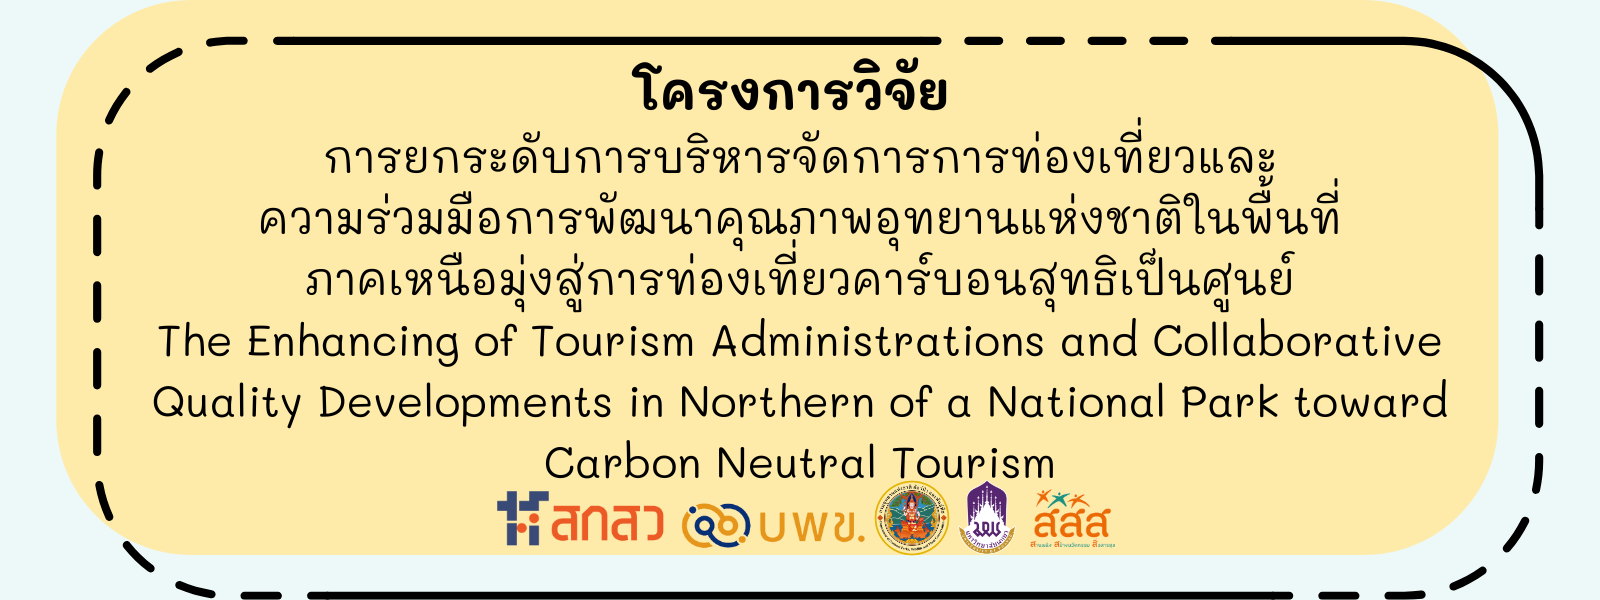 โครงการวิจัย
การยกระดับการบริหารจัดการการท่องเที่ยวและ
ความร่วมมือการพัฒนาคุณภาพอุทยานแห่งชาติในพื้นที่
ภาคเหนือมุ่งสู่การท่องเที่ยวคาร์บอนสุทธิเป็นศูนย์
The Enhancing of Tourism Administrations and Collaborative
Quality Developments in Northern of a National Park toward
Carbon Neutral Tourism
สกสว
บพข.
สสส